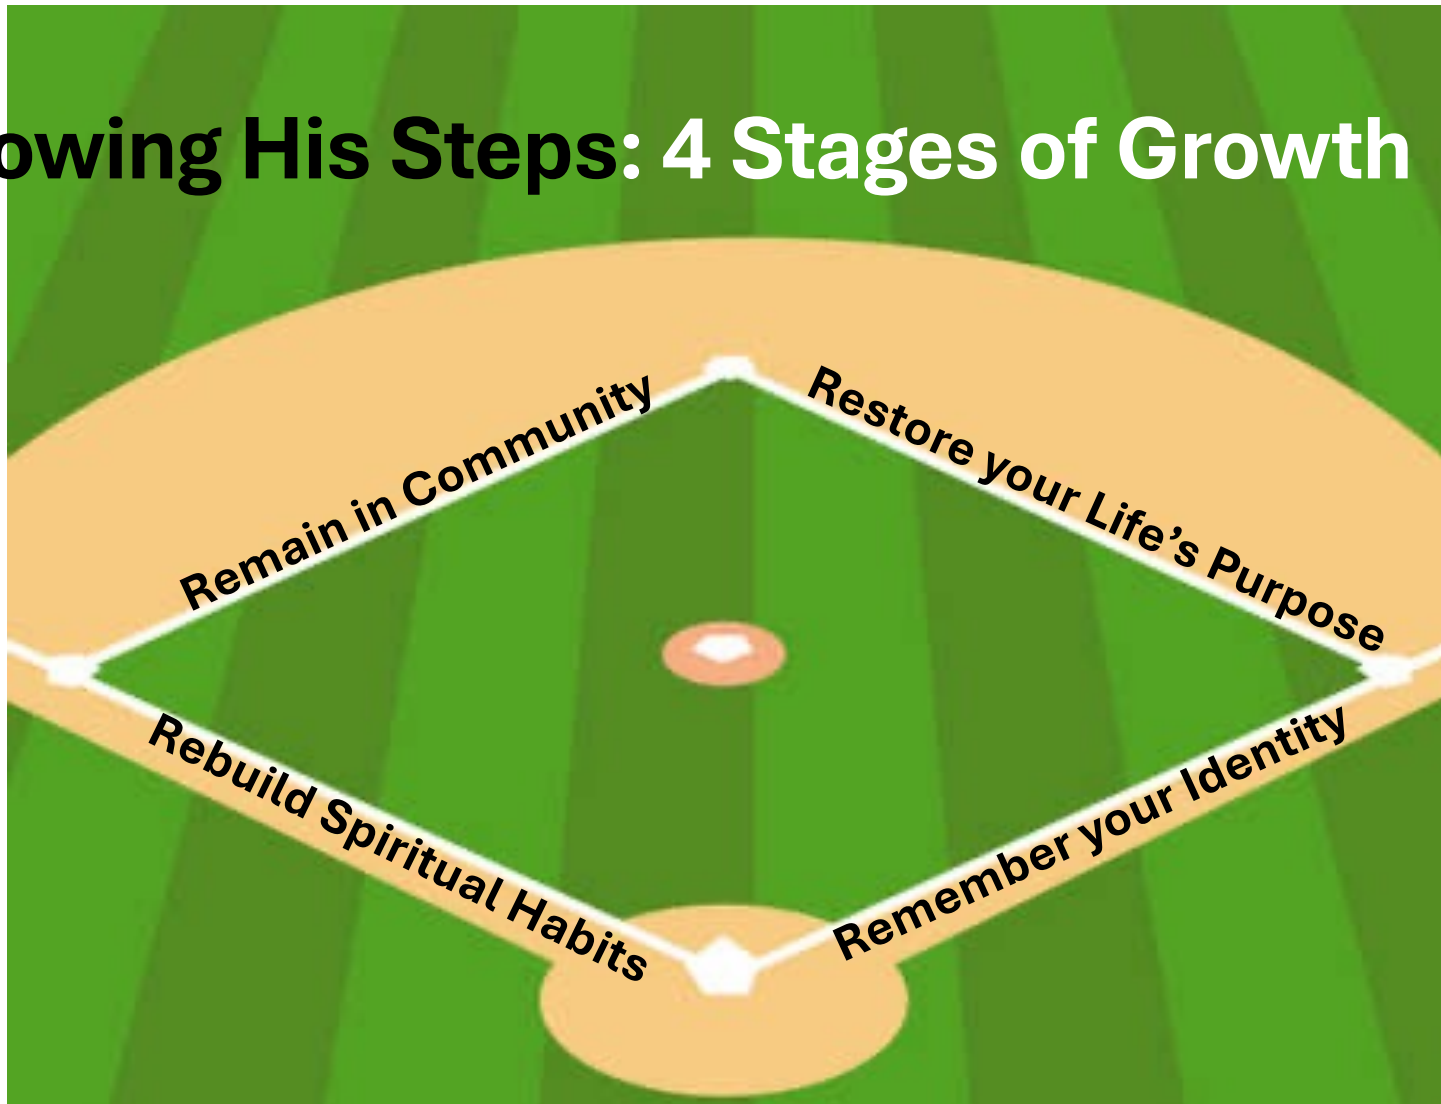 owing His Steps: 4 Stages of Growth
Remain in Community
Restore your Life’s Purpose
Rebuild Spiritual Habits
Remember your Identity